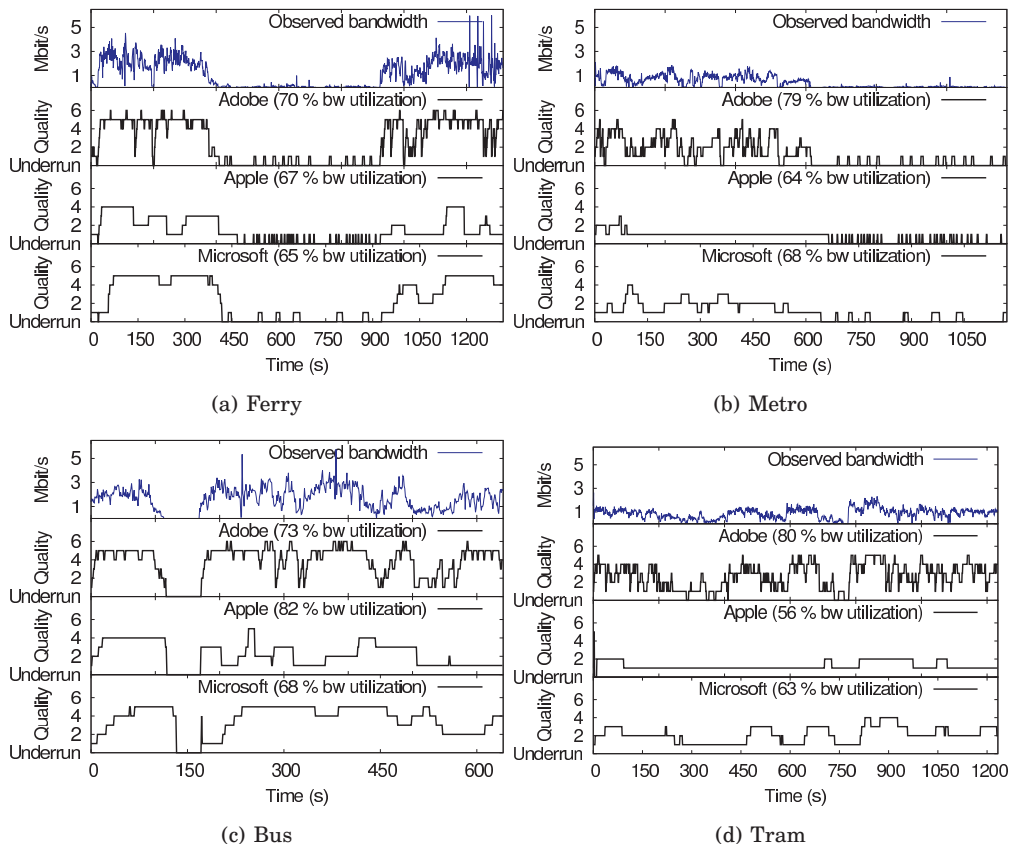 Observed bandwidth
Mbit/s
5
3
1
Adobe (70 % bw utilization)
Quality
6
4
2
Underrun
Apple (67 % bw utilization)
Quality
6
4
2
Underrun
Microsoft (65 % bw utilization)
Quality
6
4
2
Underrun
0 150 300 450 600 750 900 1050 1200
Time (s)
(a) Ferry
Observed bandwidth
Mbit/s
5
3
1
Adobe (79 % bw utilization)
Quality
6
4
2
Underrun
Apple (64 % bw utilization)
Quality
6
4
2
Underrun
Microsoft (68 % bw utilization)
Quality
6
4
2
Underrun
0 150 300 450 600 750 900 1050
Time (s)
(b) Metro
Observed bandwidth
Mbit/s
5
3
1
Adobe (73 % bw utilization)
Quality
6
4
2
Underrun
Apple (82 % bw utilization)
Quality
6
4
2
Underrun
Microsoft (68 % bw utilization)
Quality
6
4
2
Underrun
0 150 300 450 600
Time (s)
(c) Bus
Observed bandwidth
Mbit/s
5
3
1
Adobe (80 % bw utilization)
Quality
6
4
2
Underrun
Apple (56 % bw utilization)
Quality
6
4
2
Underrun
Microsoft (63 % bw utilization)
Quality
6
4
2
Underrun
0 150 300 450 600 750 900 1050 1200
Time (s)
(d) Tram